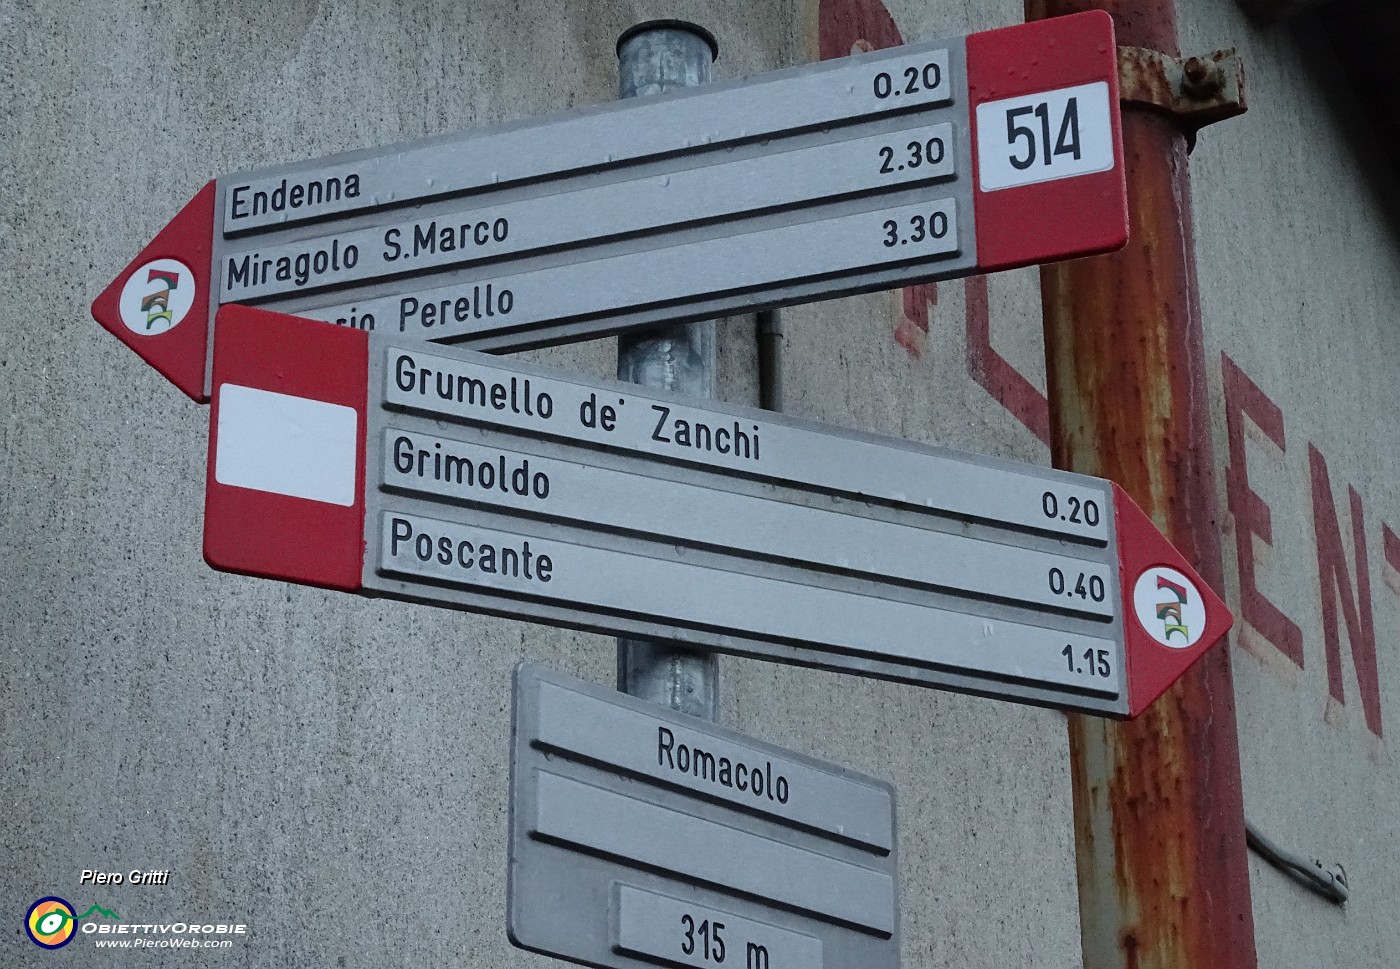 Endenna 0.20
Miragolo S.Marco 2.30
Perello 3.30
514
Grumello de' Zanchi 0.20
Grimoldo 0.40
Poscante 1.15
Romacolo
315 m
Piero Gritti
OBIETTIVOROBIE
www.PieroWeb.com